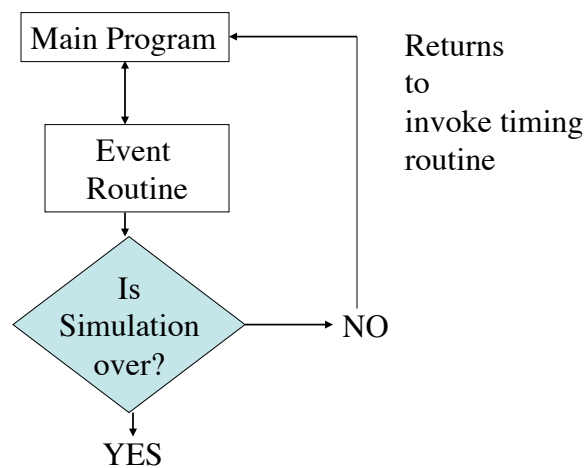 Main Program
Returns
to
invoke timing
routine
Event
Routine
Is
Simulation
over?
NO
YES